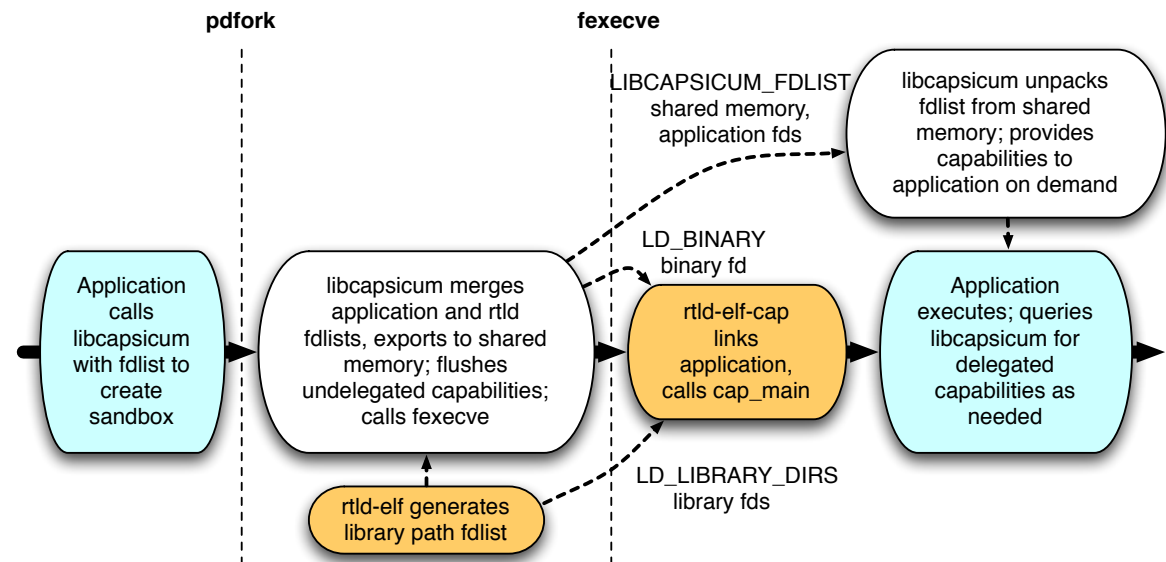 pdfork
fexecve
LIBCAPSICUM_FDLIST
shared memory,
application fds
libcapsicum unpacks
fdlist from shared
memory; provides
capabilities to
application on demand
Application
calls
libcapsicum
with fdlist to
create
sandbox
libcapsicum merges
application and rtld
fdlists, exports to shared
memory; flushes
undelegated capabilities;
calls fexecve
LD_BINARY
binary fd
rtld-elf-cap
links
application,
calls cap_main
Application
executes; queries
libcapsicum for
delegated
capabilities as
needed
rtld-elf generates
library path fdlist
LD_LIBRARY_DIRS
library fds